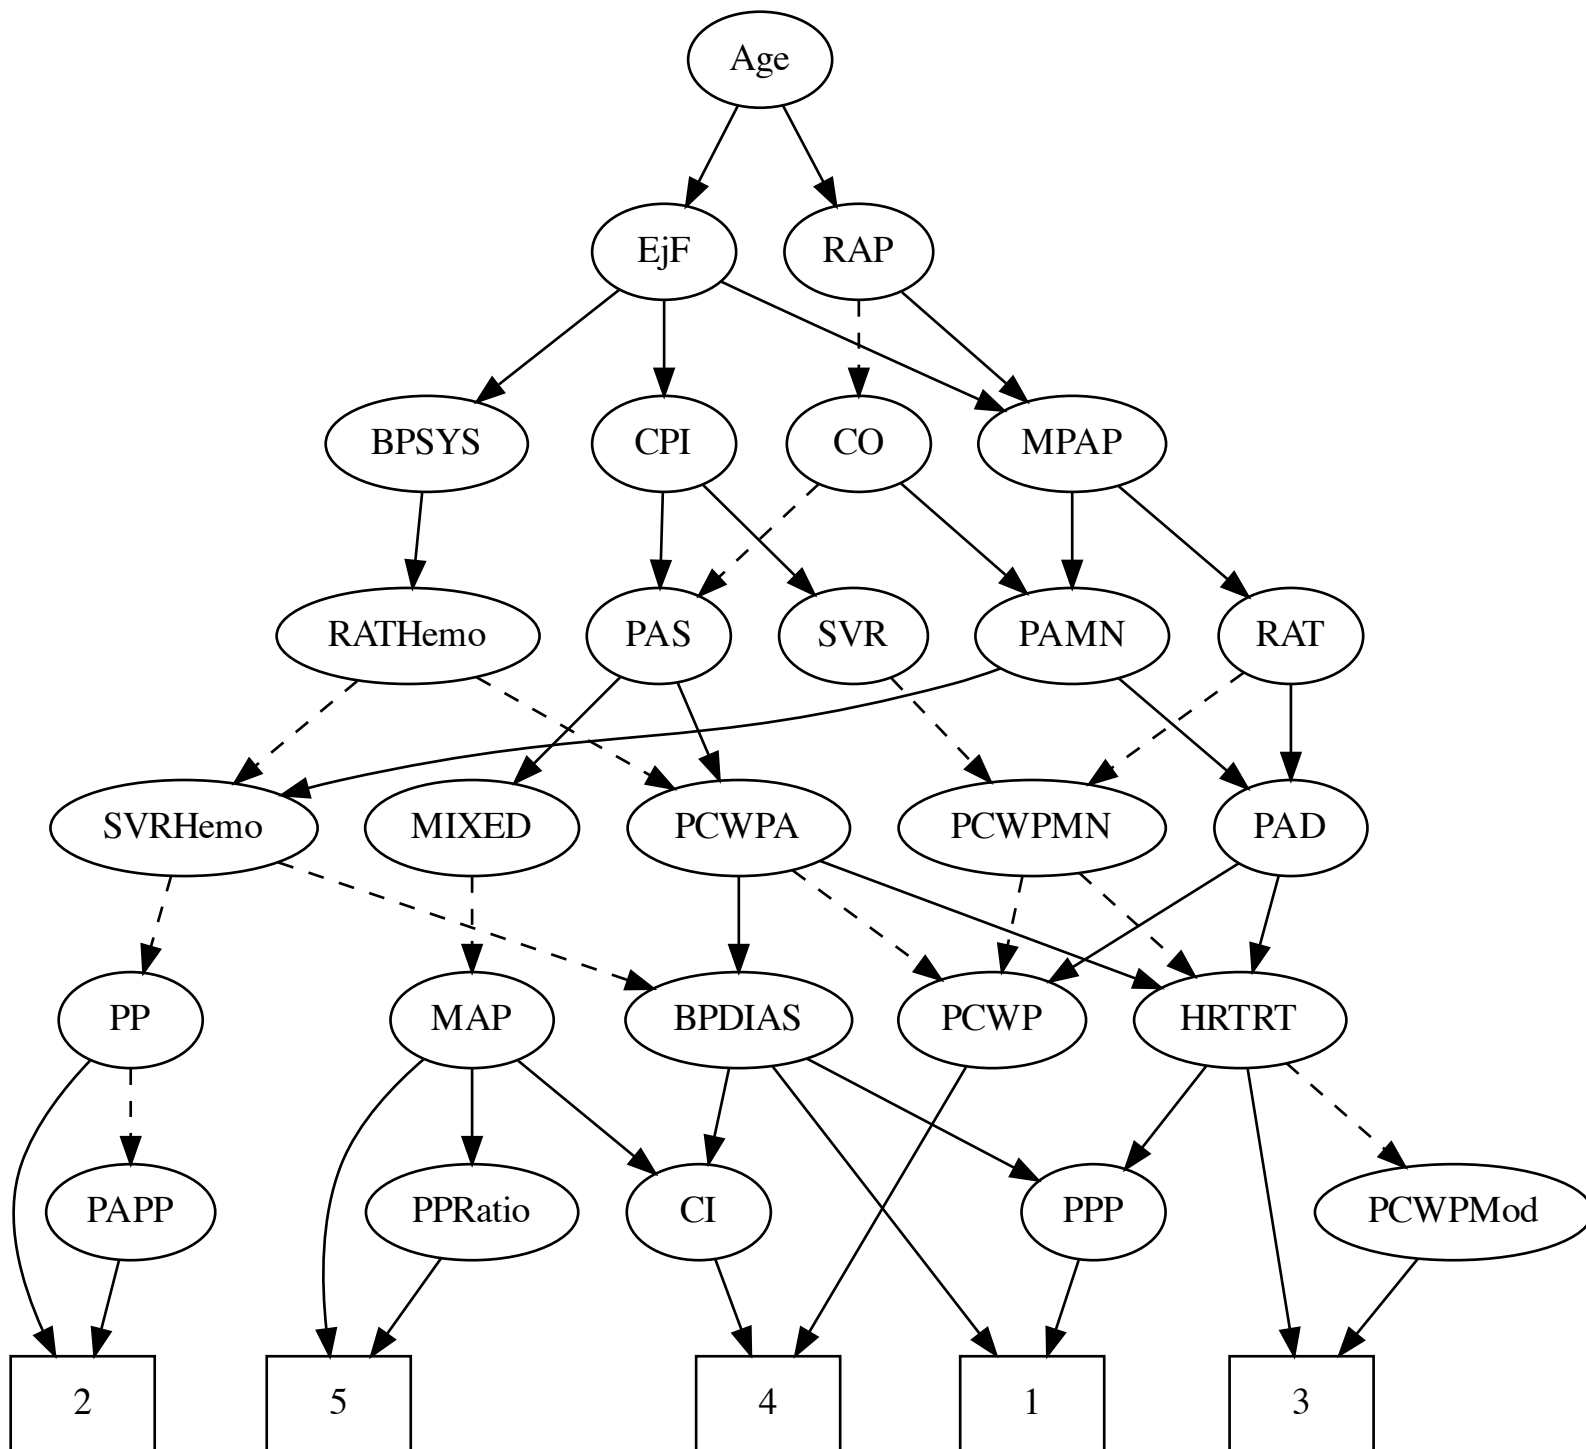 Age
EjF
RAP
BPSYS
CPI
CO
MPAP
RATHemo
PAS
SVR
PAMN
RAT
SVRHemo
MIXED
PCWPA
PCWPMN
PAD
PP
MAP
BPDIAS
PCWP
HRTRT
PAPP
PPRatio
CI
PPP
PCWPMod
2
5
4
1
3